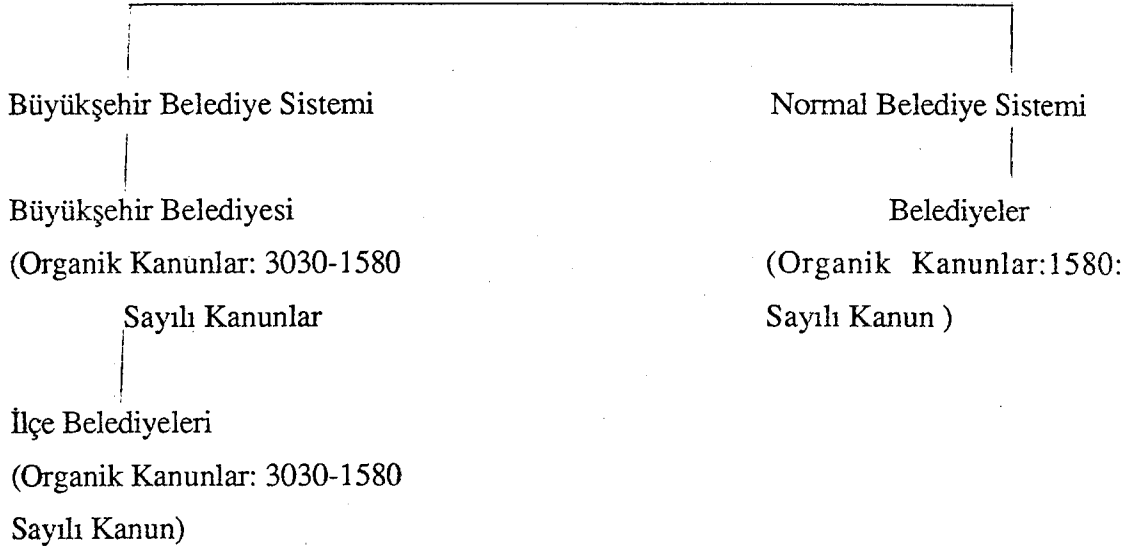 Büyükşehir Belediye Sistemi
Büyükşehir Belediyesi
(Organik Kanunlar: 3030-1580
Sayılı Kanunlar
İlçe Belediyeleri
(Organik Kanunlar: 3030-1580
Sayılı Kanun)
Normal Belediye Sistemi
Belediyeler
(Organik Kanunlar:1580:
Sayılı Kanun )